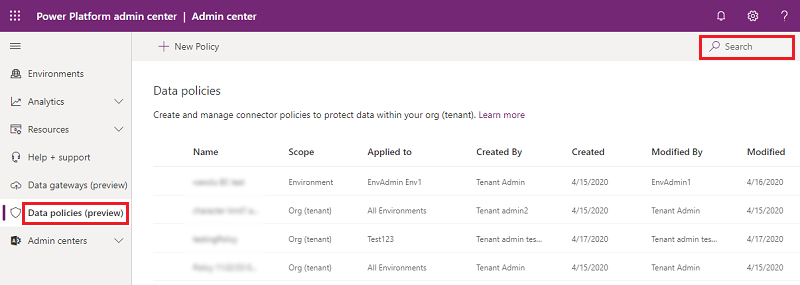 Power Platform admin center | Admin center
New Policy
Search
Environments
Analytics
Resources
Help + support
Data gateways (preview)
Data policies (preview)
Admin centers
Data policies
Create and manage connector policies to protect data within your org (tenant). Learn more
Name Scope Applied to Created By Created Modified By Modified
Environment EnvAdmin Env1 Tenant Admin 4/15/2020 EnvAdmin1 4/16/2020
Org (tenant) All Environments Tenant admin2 4/15/2020 Tenant Admin 4/15/2020
Org (tenant) Test123 Tenant admin tes... 4/17/2020 Tenant admin tes... 4/17/2020
Org (tenant) All Environments Tenant Admin 4/15/2020 Tenant Admin 4/15/2020